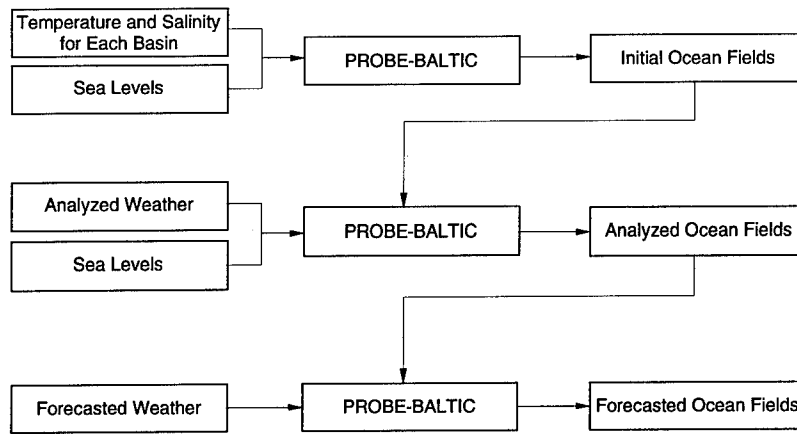 Temperature and Salinity
for Each Basin
PROBE-BALTIC
Initial Ocean Fields
Sea Levels
Analyzed Weather
PROBE-BALTIC
Analyzed Ocean Fields
Sea Levels
Forecasted Weather
PROBE-BALTIC
Forecasted Ocean Fields